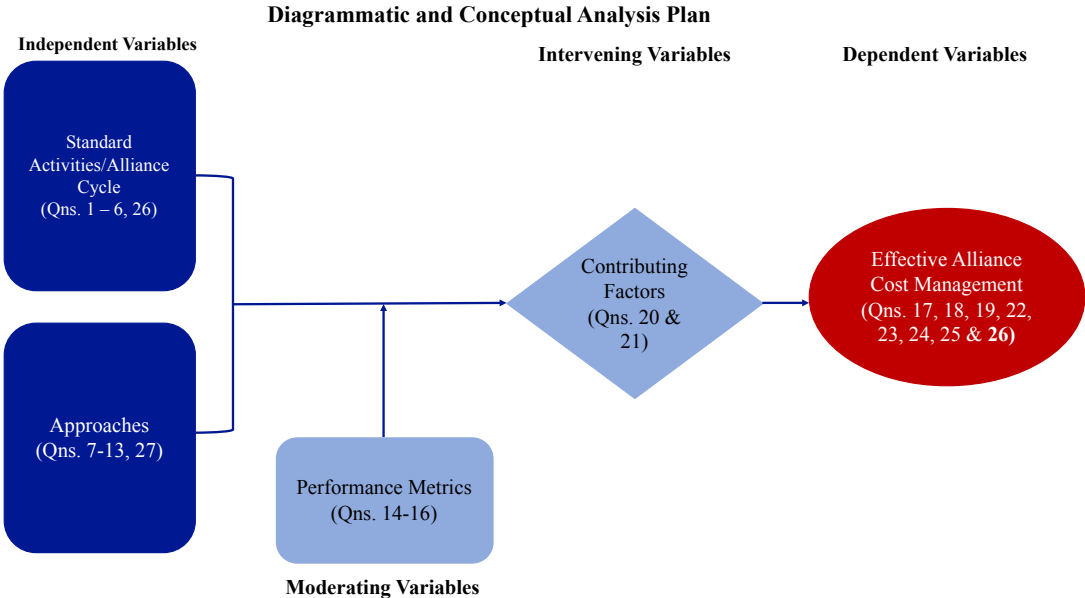 Diagrammatic and Conceptual Analysis Plan
Independent Variables
Intervening Variables
Dependent Variables
Standard
Activities/Alliance
Cycle
(Qns. 1 – 6, 26)
Contributing
Factors
(Qns. 20 &
21)
Effective Alliance
Cost Management
(Qns. 17, 18, 19, 22,
23, 24, 25 & 26)
Approaches
(Qns. 7-13, 27)
Performance Metrics
(Qns. 14-16)
Moderating Variables